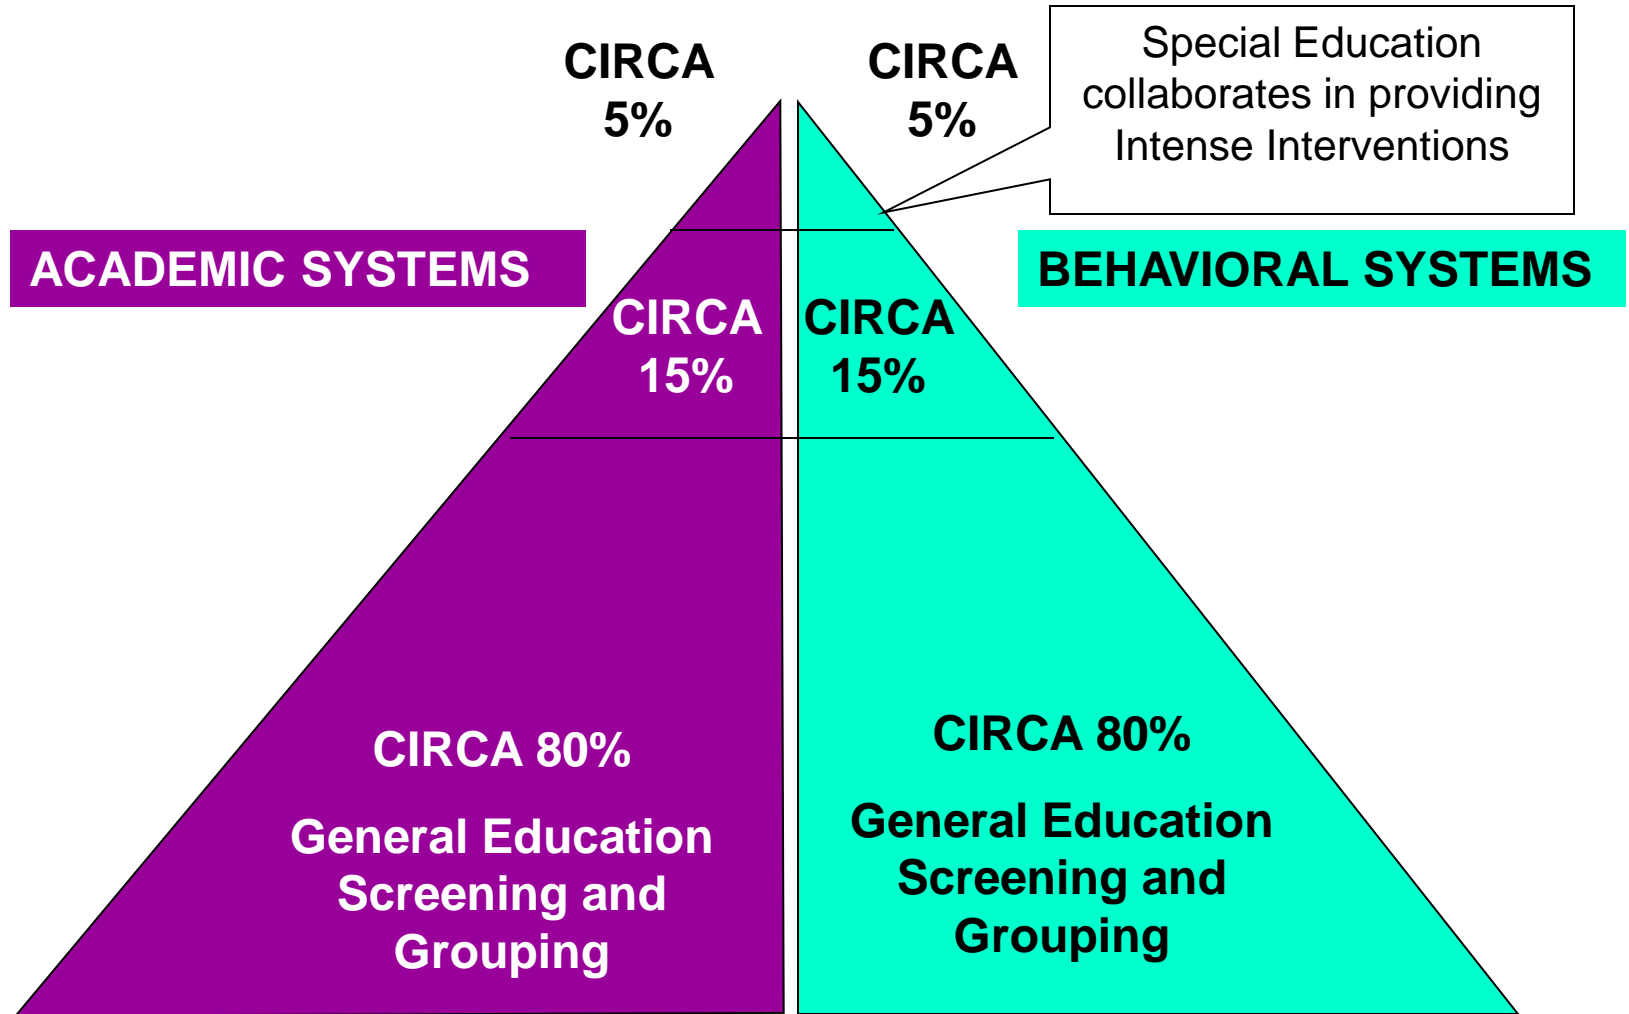 CIRCA
5%
CIRCA
5%
Special Education
collaborates in providing
Intense Interventions
ACADEMIC SYSTEMS
BEHAVIORAL SYSTEMS
CIRCA
15%
CIRCA
15%
CIRCA 80%
General Education
Screening and
Grouping
CIRCA 80%
General Education
Screening and
Grouping